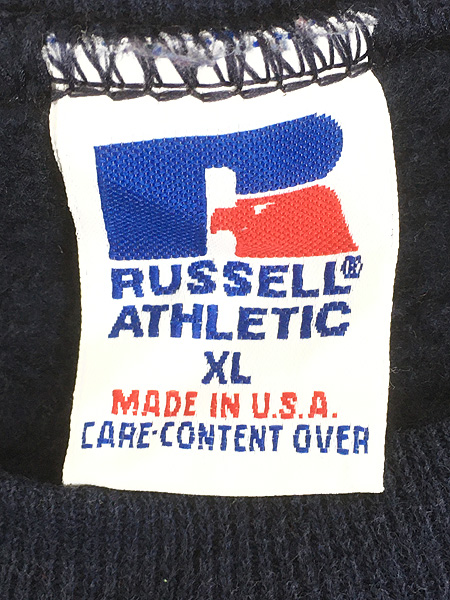 RUSSELL®
ATHLETIC
XL
MADE IN U.S.A.
CARE-CONTENT OVER